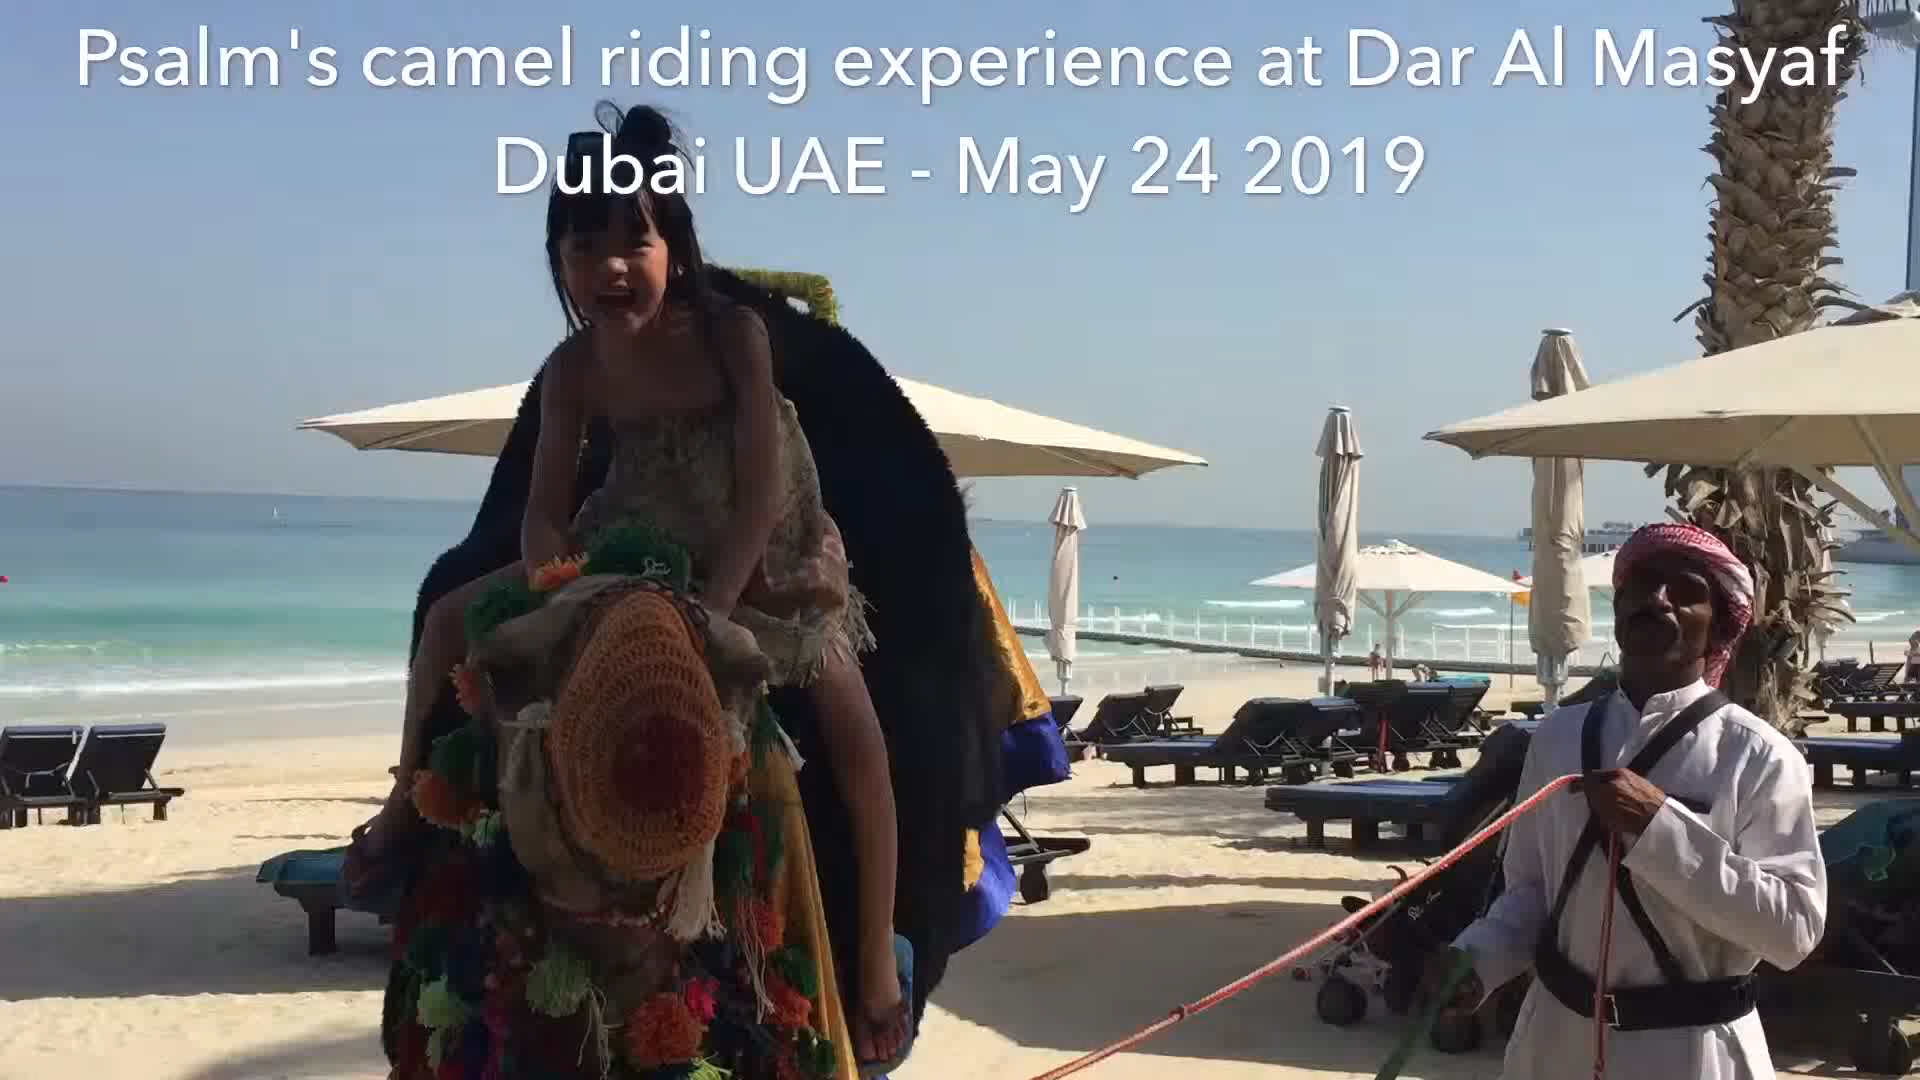 Psalm's camel riding experience at Dar Al Masyaf
Dubai UAE - May 24 2019